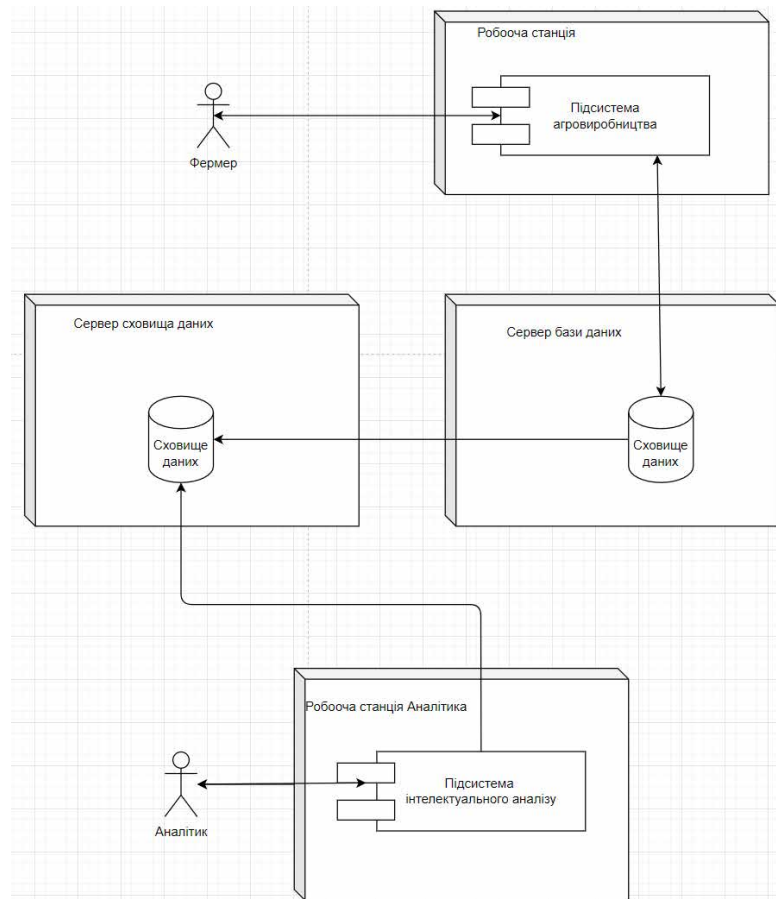 Робооча станція
Підсистема
агровиробництва
Фермер
Сервер сховища даних
Сервер бази даних
Сховище
даних
Сховище
даних
Робооча станція Аналітика
Підсистема
інтелектуального аналізу
Аналітик